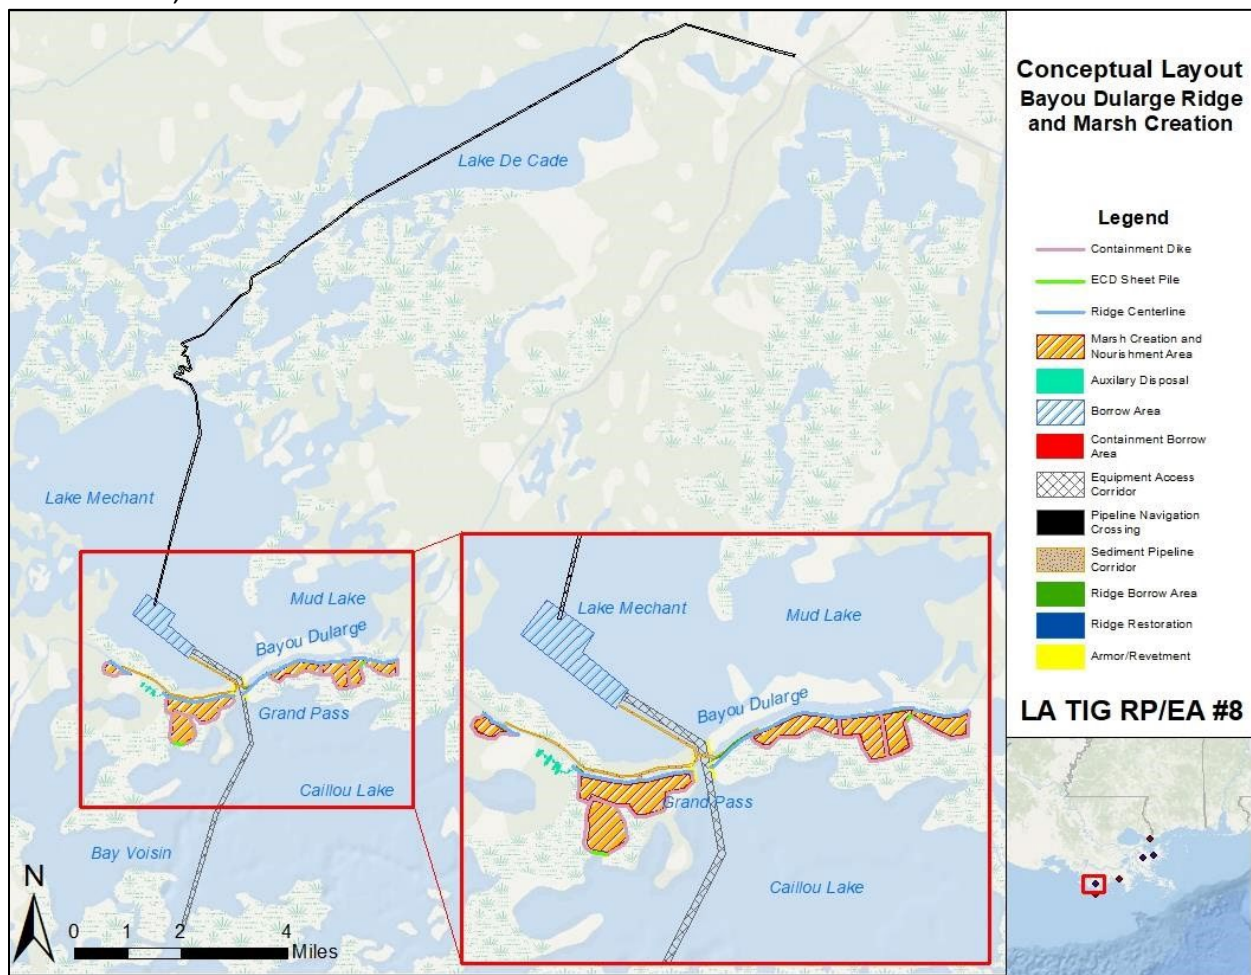 Lake De Cade
Lake Mechant
Mud Lake
Bayou Dularge
Grand Pass
Caillou Lake
Bay Voisin
N
0 1 2 4
Miles
Lake Mechant
Mud Lake
Bayou Dularge
Grand Pass
Caillou Lake
Conceptual Layout
Bayou Dularge Ridge
and Marsh Creation
Legend
Containment Dike
ECD Sheet Pile
Ridge Centerline
Marsh Creation and
Nourishment Area
Auxilary Disposal
Borrow Area
Containment Borrow
Area
Equipment Access
Corridor
Pipeline Navigation
Crossing
Sediment Pipeline
Corridor
Ridge Borrow Area
Ridge Restoration
Armor/Revetment
LA TIG RP/EA #8